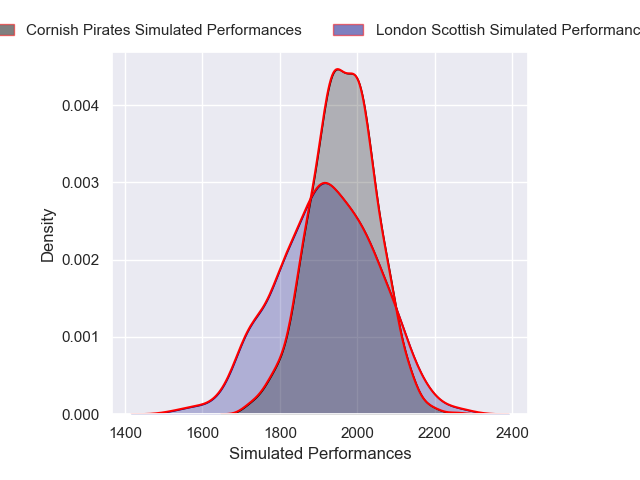 Cornish Pirates Simulated Performances London Scottish Simulated Performanc
0.004
0.003
0.002
0.001
0.000
Density
1400 1600 1800 2000 2200 2400
Simulated Performances